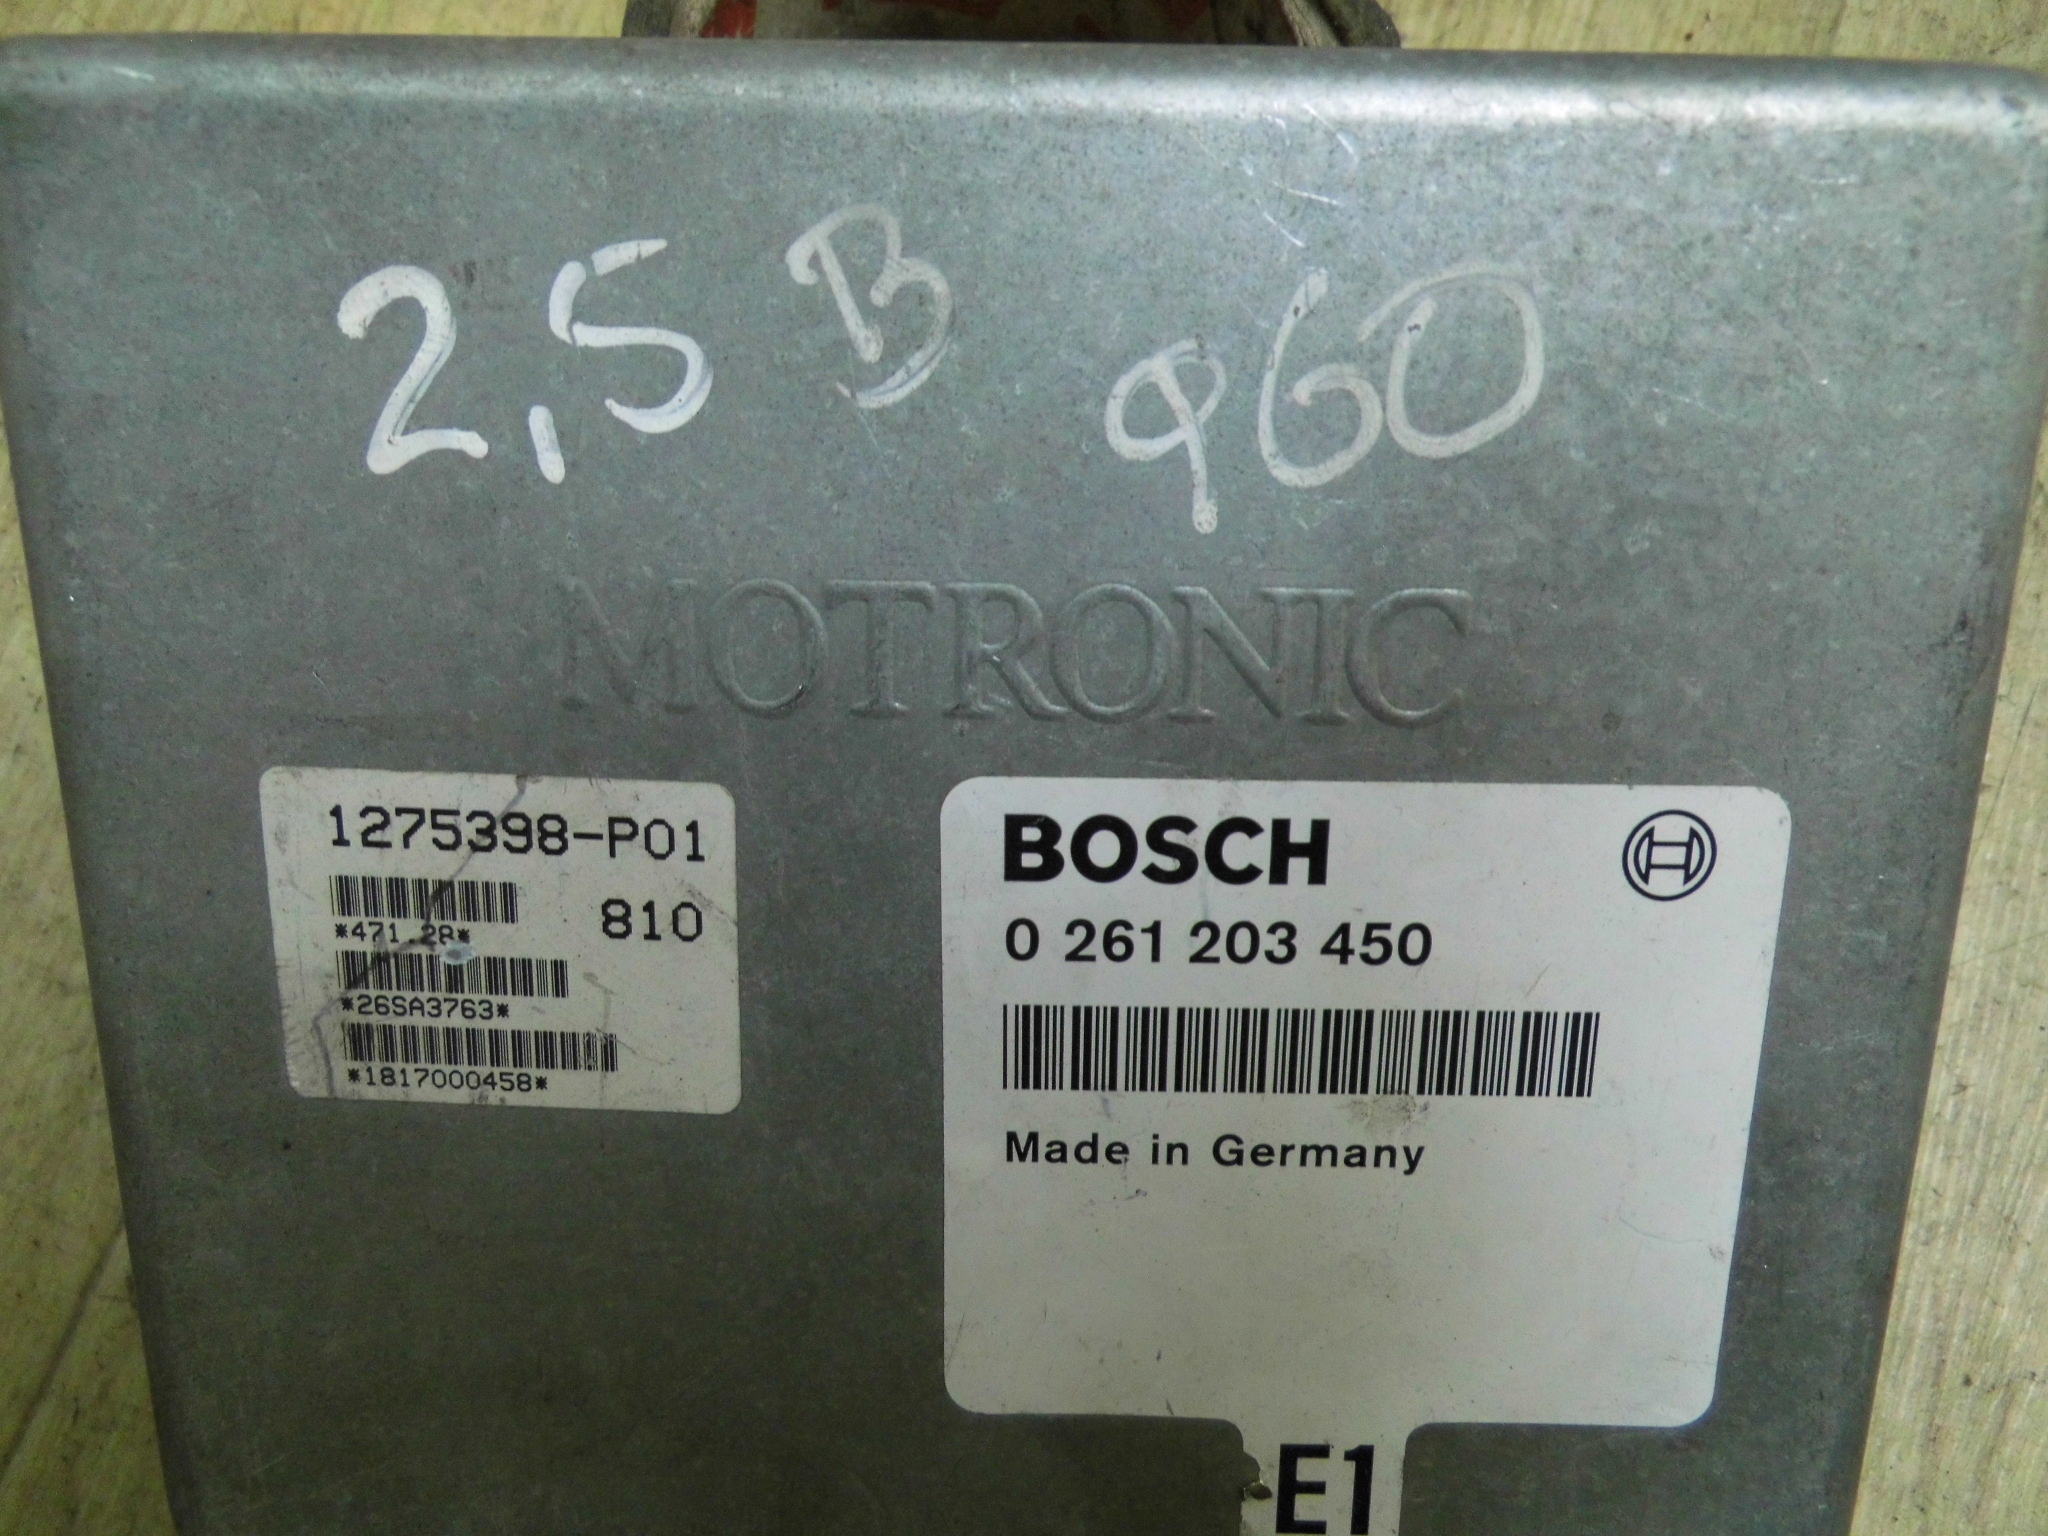 2,5 В
960
MOTRONIC
1275398-P01
810
*471.28*
*26SA3763*
*1817000458*
BOSCH
0 261 203 450
Made in Germany
E1